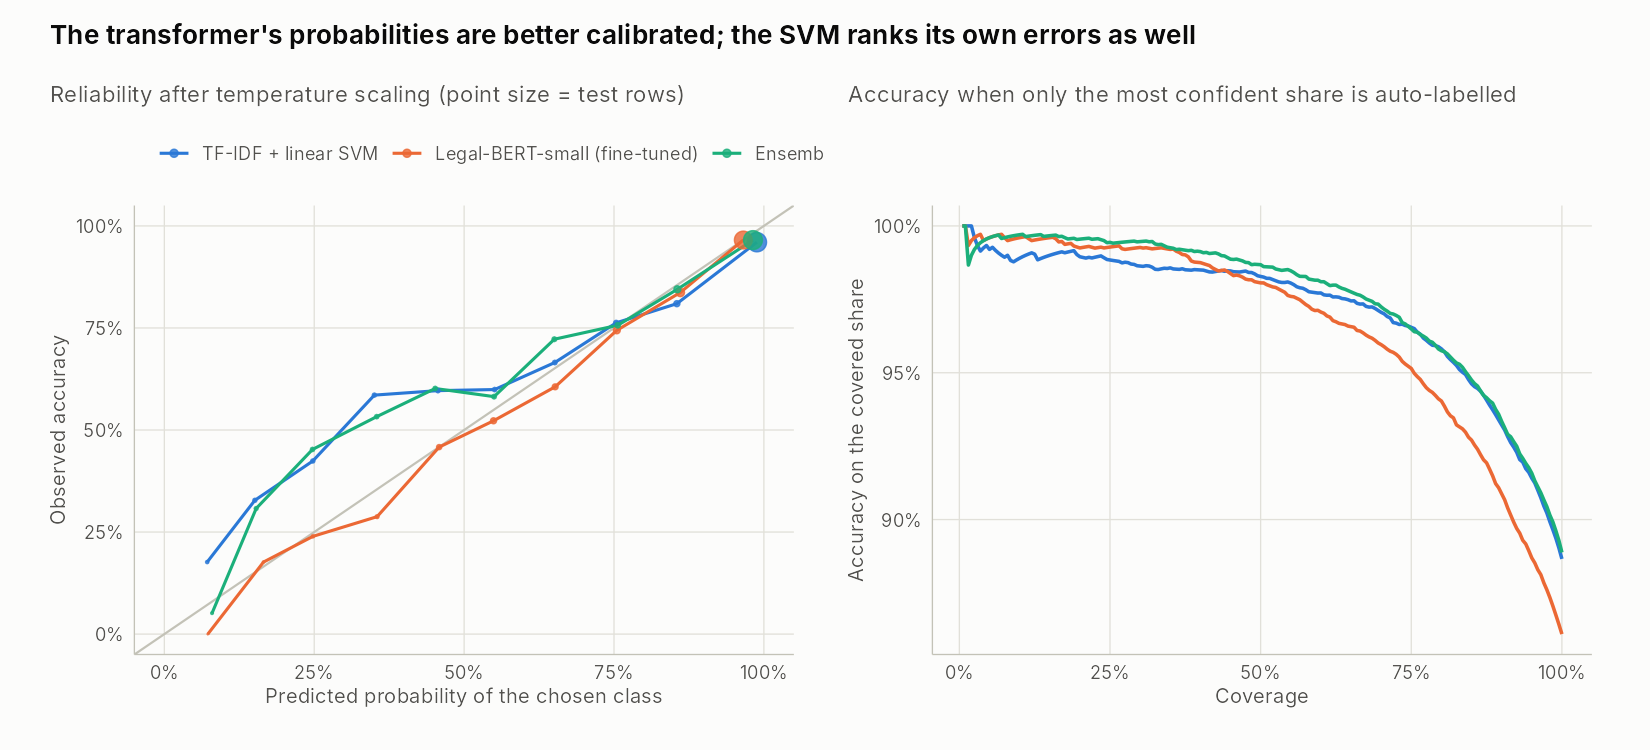 The transformer's probabilities are better calibrated; the SVM ranks its own errors as well
Reliability after temperature scaling (point size = test rows)
TF-IDF + linear SVM
Legal-BERT-small (fine-tuned)
Ensemb
Observed accuracy
100%
75%
50%
25%
0%
0%
25%
50%
75%
100%
Predicted probability of the chosen class
Accuracy when only the most confident share is auto-labelled
Accuracy on the covered share
100%
95%
90%
0%
25%
50%
75%
100%
Coverage